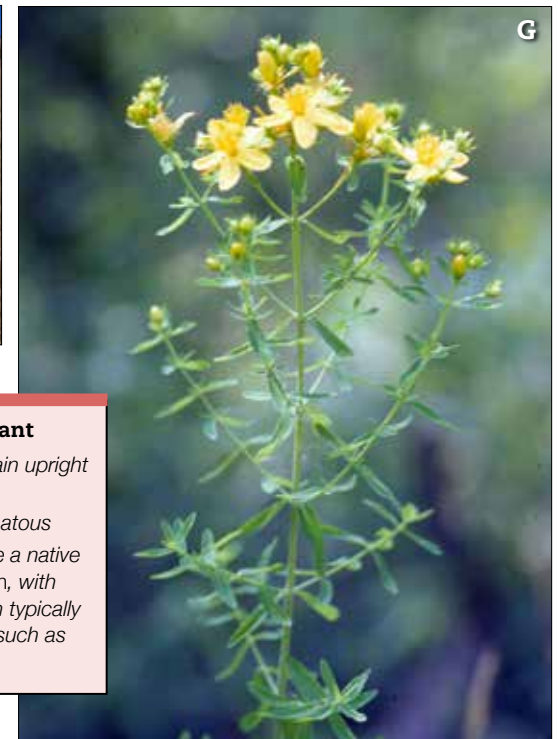 G
ant
ain upright
atous
e a native
n, with
n typically
such as